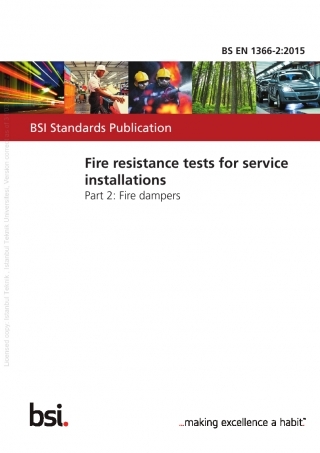 BS EN 1366-2:2015
BSI Standards Publication
Fire resistance tests for service
installations
Part 2: Fire dampers
Licensed copy: Istanbul Teknik , Istanbul Teknik Universitesi, Version correct as of
bsi.
...making excellence a habit.™